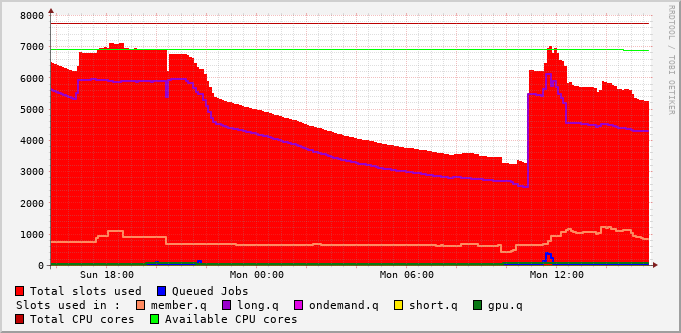 8000
7000
6000
5000
4000
3000
2000
1000
0
Sun 18:00 Mon 00:00 Mon 06:00 Mon 12:00
RRDTOOL / TOBI OETIKER
Total slots used Queued Jobs
Slots used in : member.q long.q ondemand.q short.q gpu.q
Total CPU cores Available CPU cores